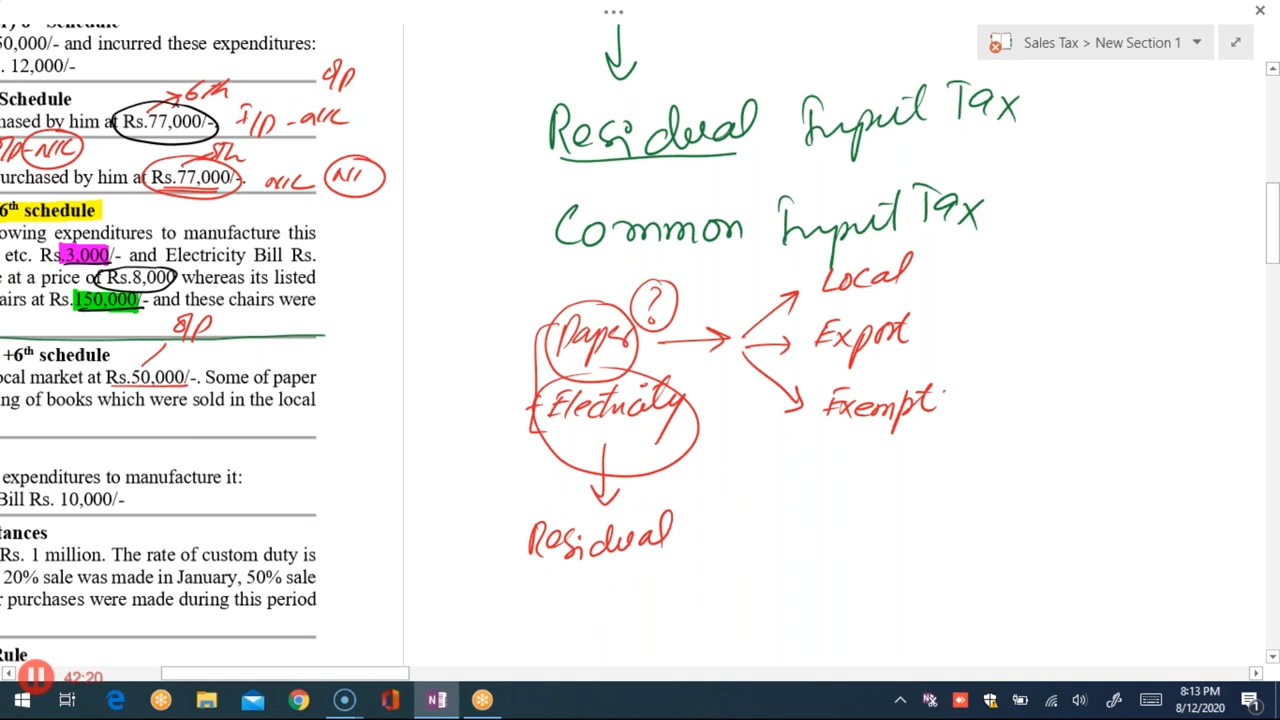 Schedule
50,000/- and incurred these expenditures:
. 12,000/-
O/P
6th
Schedule
hased by him at Rs.77,000/-
I/P - allC
O/P - NIL
8th
urchased by him at Rs.77,000/-.
6th schedule
owing expenditures to manufacture this
etc. Rs.3,000/- and Electricity Bill Rs.
e at a price of Rs.8,000 whereas its listed
airs at Rs.150,000/- and these chairs were
+6th schedule
ocal market at Rs.50,000/-. Some of paper
ng of books which were sold in the local
expenditures to manufacture it:
Bill Rs. 10,000/-
tances
Rs. 1 million. The rate of custom duty is
20% sale was made in January, 50% sale
r purchases were made during this period
Rule
42:20
Sales Tax > New Section 1
Residual Input Tax
Common Input Tax
Paper ?
Electricity
Local
Export
Exempt
Residual
8:13 PM
8/12/2020